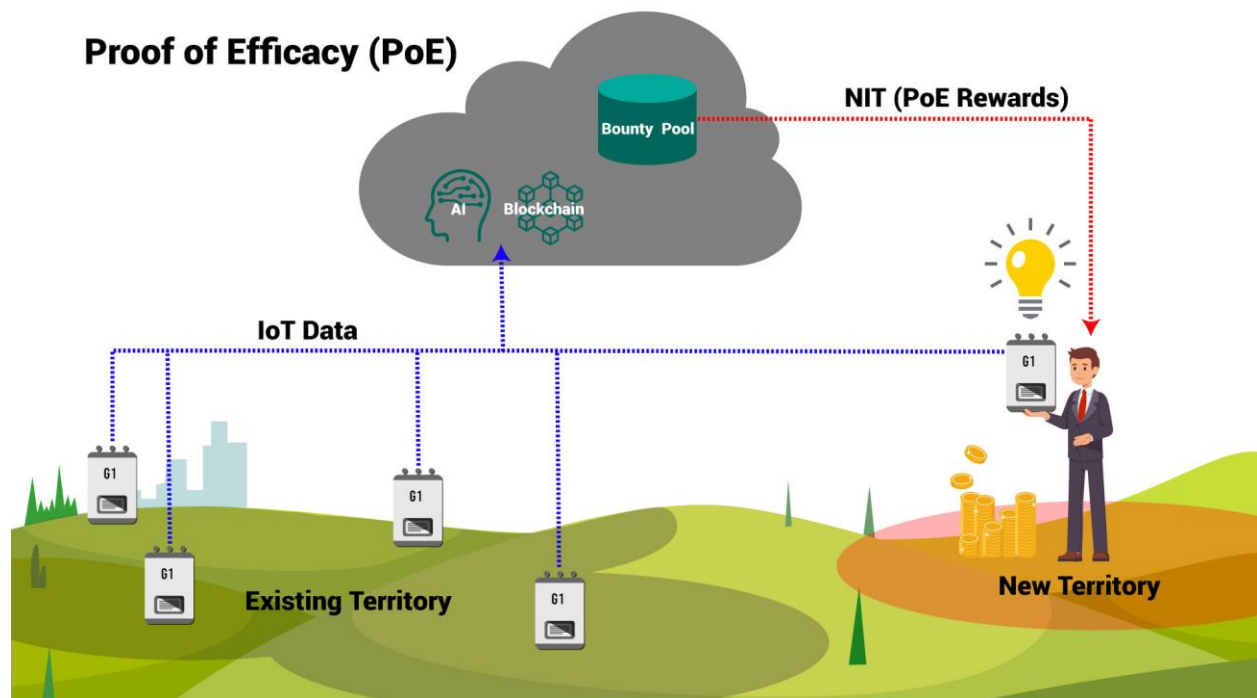 Proof of Efficacy (PoE)
Bounty Pool
NIT (PoE Rewards)
AI
Blockchain
IoT Data
G1
G1
G1
G1
G1
Existing Territory
New Territory